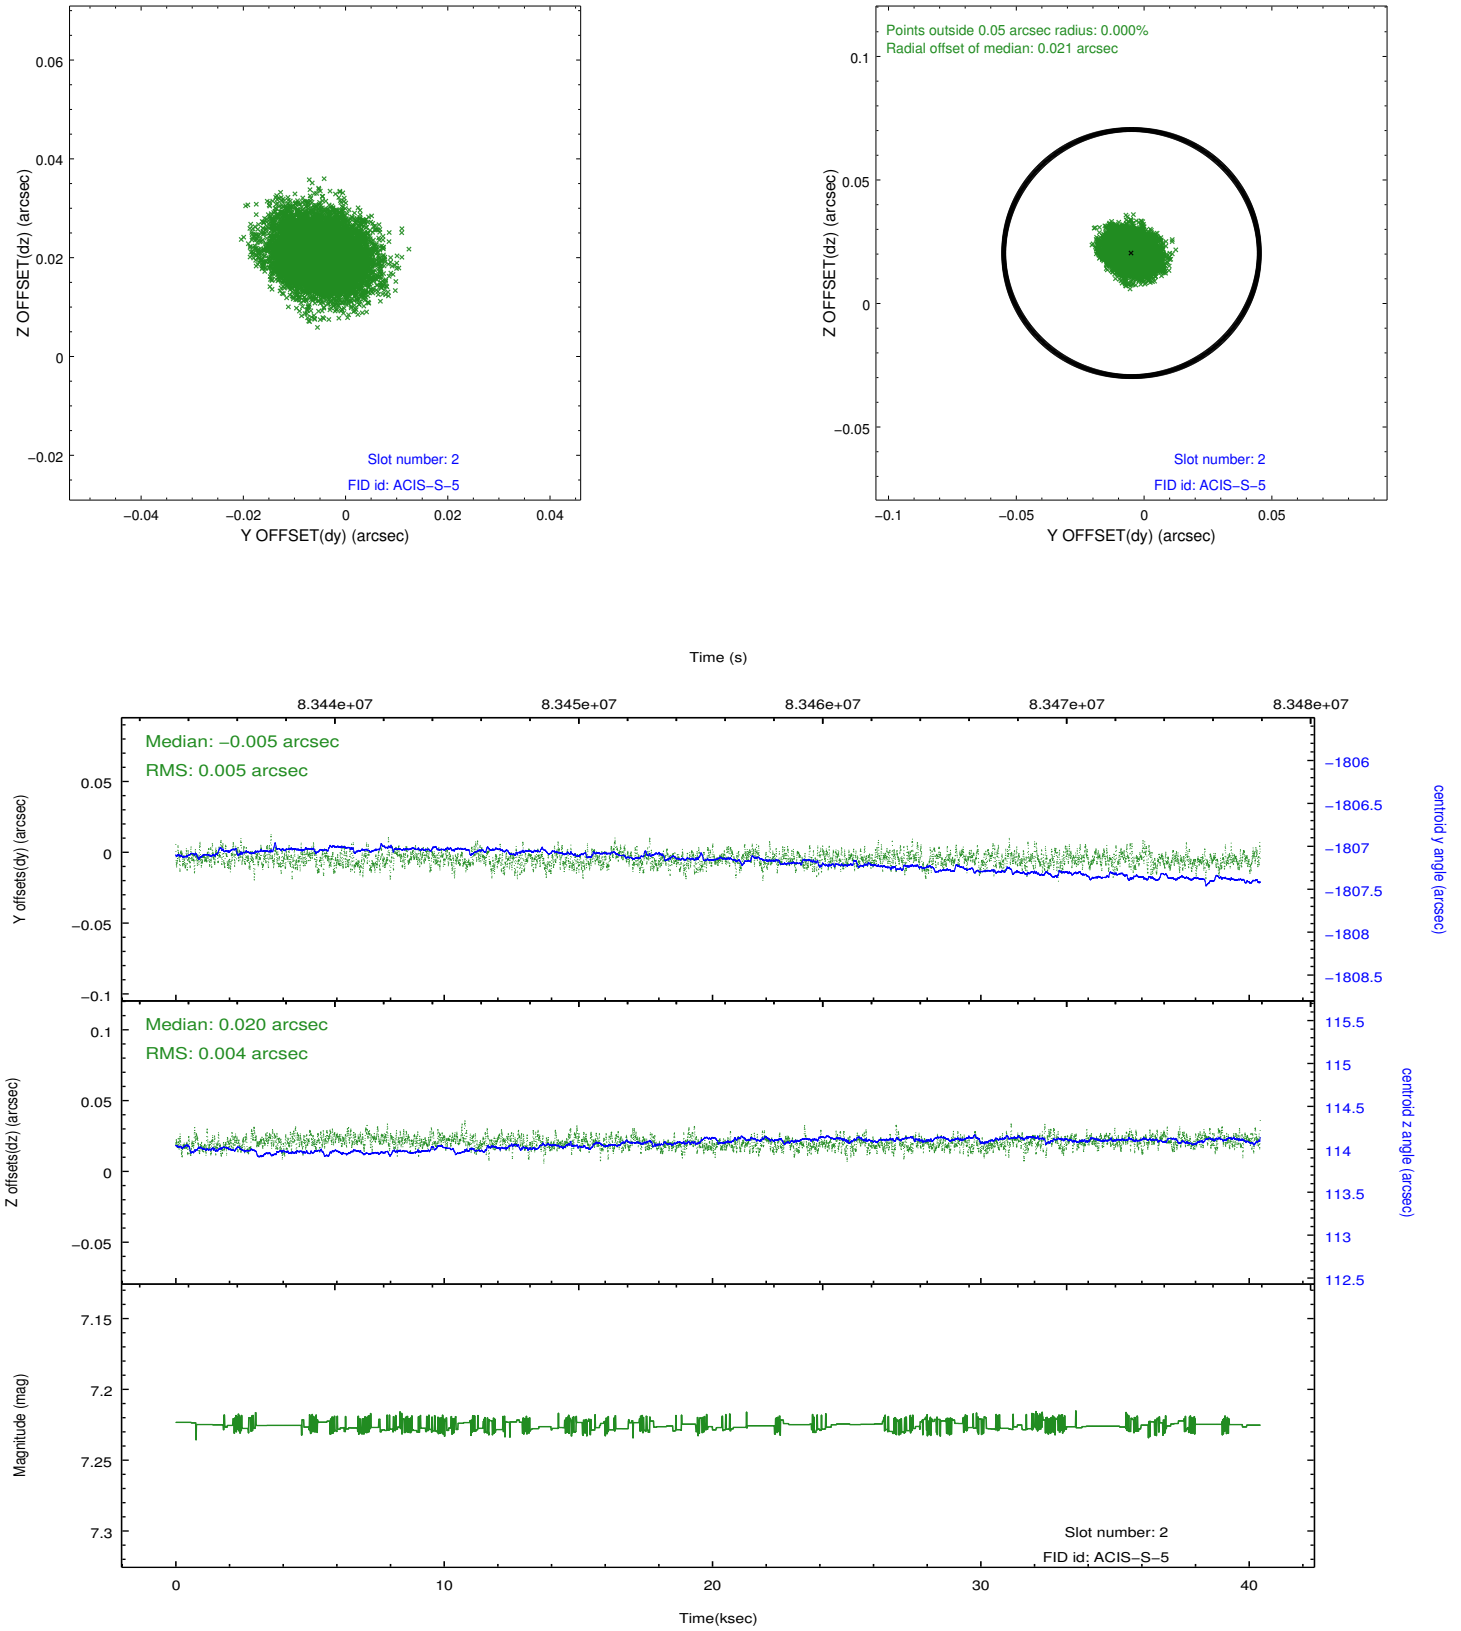 0.06
0.04
0.02
0
−0.02
Z OFFSET(dz) (arcsec)
Slot number: 2
FID id: ACIS−S−5
−0.04
−0.02
0
0.02
0.04
Y OFFSET(dy) (arcsec)
Points outside 0.05 arcsec radius: 0.000%
Radial offset of median: 0.021 arcsec
0.1
0.05
0
−0.05
Z OFFSET(dz) (arcsec)
Slot number: 2
FID id: ACIS−S−5
−0.1
−0.05
0
0.05
Y OFFSET(dy) (arcsec)
Time (s)
8.344e+07
8.345e+07
8.346e+07
8.347e+07
8.348e+07
Median: −0.005 arcsec
RMS: 0.005 arcsec
0.05
0
−0.05
−0.1
Y offsets(dy) (arcsec)
−1806
−1806.5
−1807
−1807.5
−1808
−1808.5
centroid y angle (arcsec)
Median: 0.020 arcsec
RMS: 0.004 arcsec
0.1
0.05
0
−0.05
Z offsets(dz) (arcsec)
115.5
115
114.5
114
113.5
113
112.5
centroid z angle (arcsec)
7.15
7.2
7.25
7.3
Magnitude (mag)
Slot number: 2
FID id: ACIS−S−5
0
10
20
30
40
Time(ksec)